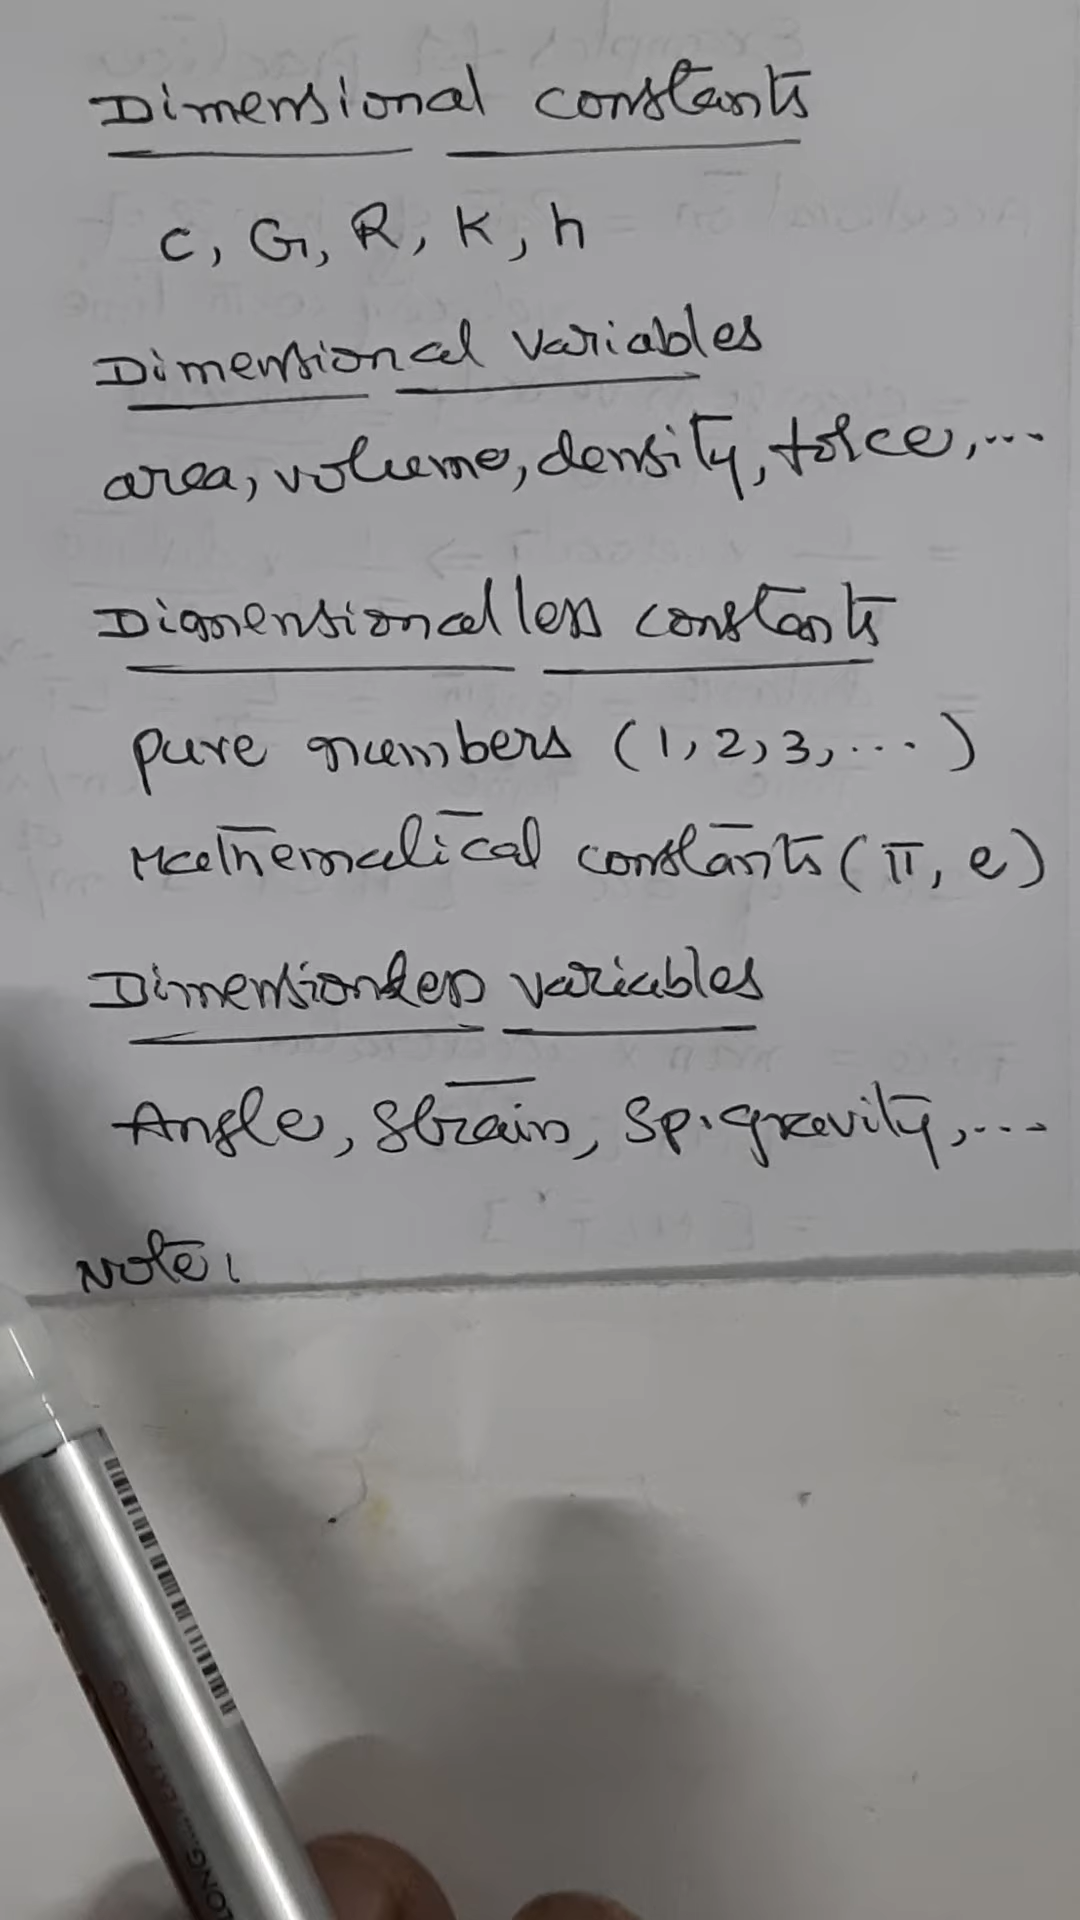 Dimensional constants
C, G, R, K, h
Dimensional variables
area, volume, density, force, ...
Dimensionalless constants
pure numbers (1, 2, 3, ... )
Mathematical constants (π, e)
Dimensionless variables
Angle, Strain, Sp. gravity, ...
Note: